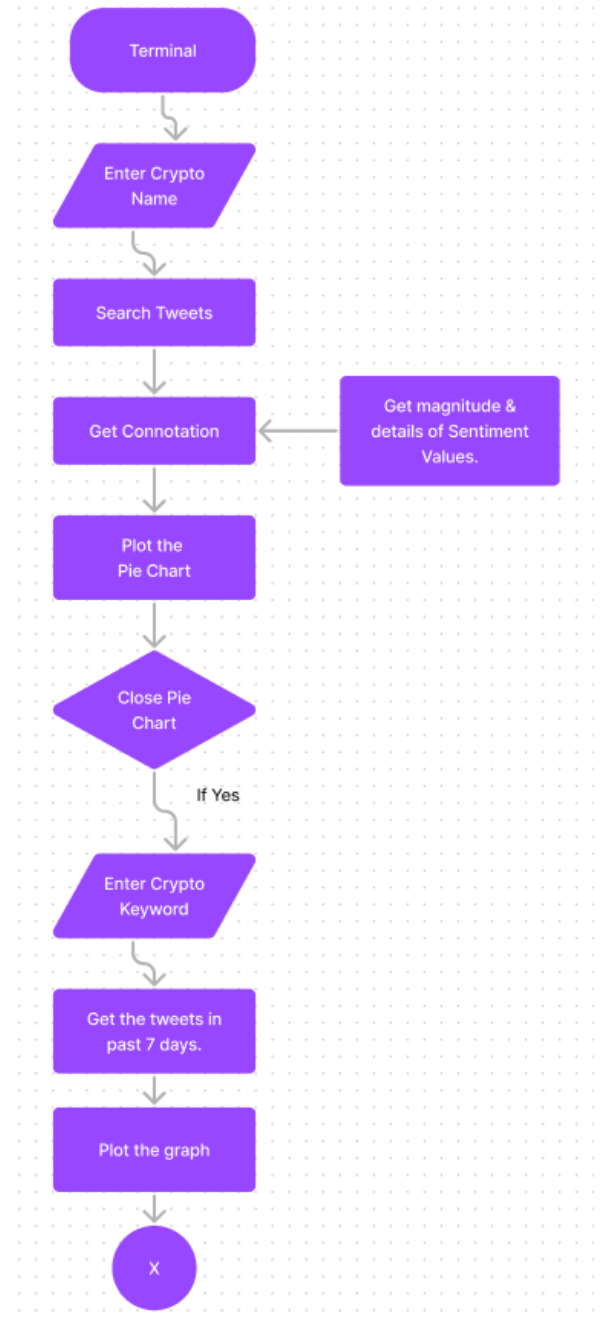 Terminal
Enter Crypto
Name
Search Tweets
Get Connotation
Get magnitude &
details of Sentiment
Values.
Plot the
Pie Chart
Close Pie
Chart
If Yes
Enter Crypto
Keyword
Get the tweets in
past 7 days.
Plot the graph
X